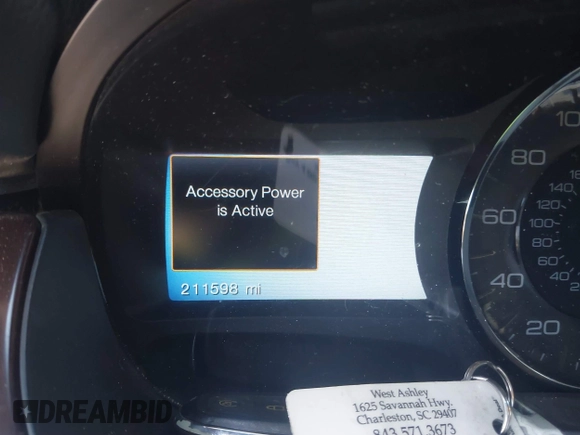 Accessory Power
is Active
211598 mi
80
60
40
20
140
120
100
80
60
40
West Ashley
1625 Savannah Hwy.
Charleston, SC 29407
843.571.3673
DREAMBID